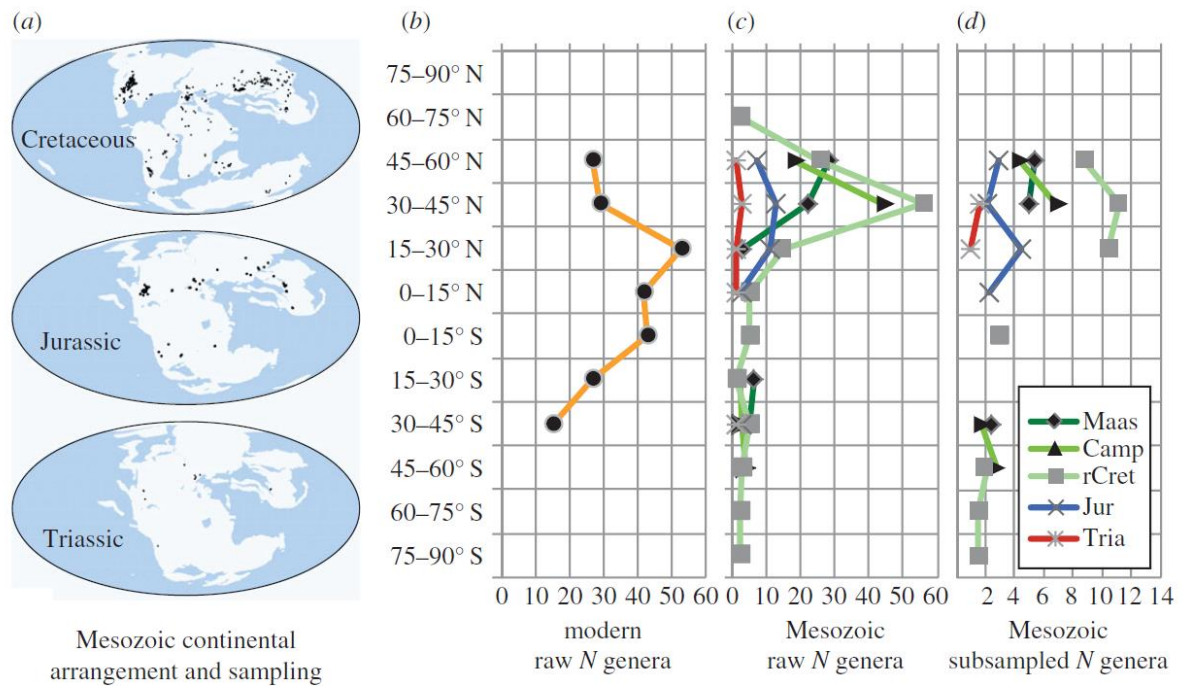 (a)
Cretaceous
Jurassic
Triassic
Mesozoic continental
arrangement and sampling
(b)
75–90° N
60–75° N
45–60° N
30–45° N
15–30° N
0–15° N
0–15° S
15–30° S
30–45° S
45–60° S
60–75° S
75–90° S
0 10 20 30 40 50 60
modern
raw N genera
(c)
0 10 20 30 40 50 60
Mesozoic
raw N genera
(d)
Maas
Camp
rCret
Jur
Tria
2 4 6 8 10 12 14
Mesozoic
subsampled N genera